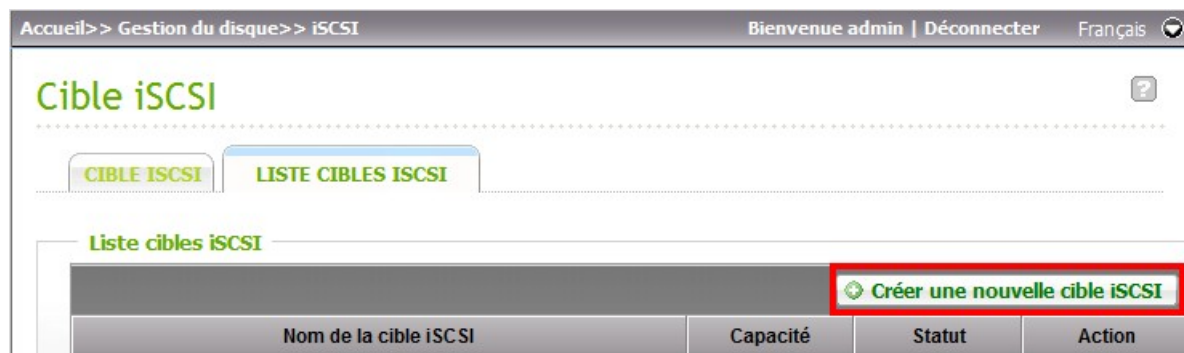 Accueil>> Gestion du disque>> iSCSI Bienvenue admin | Déconnecter Français
Cible iSCSI ?
CIBLE ISCSI LISTE CIBLES ISCSI
Liste cibles iSCSI
Créer une nouvelle cible iSCSI
Nom de la cible iSCSI Capacité Statut Action